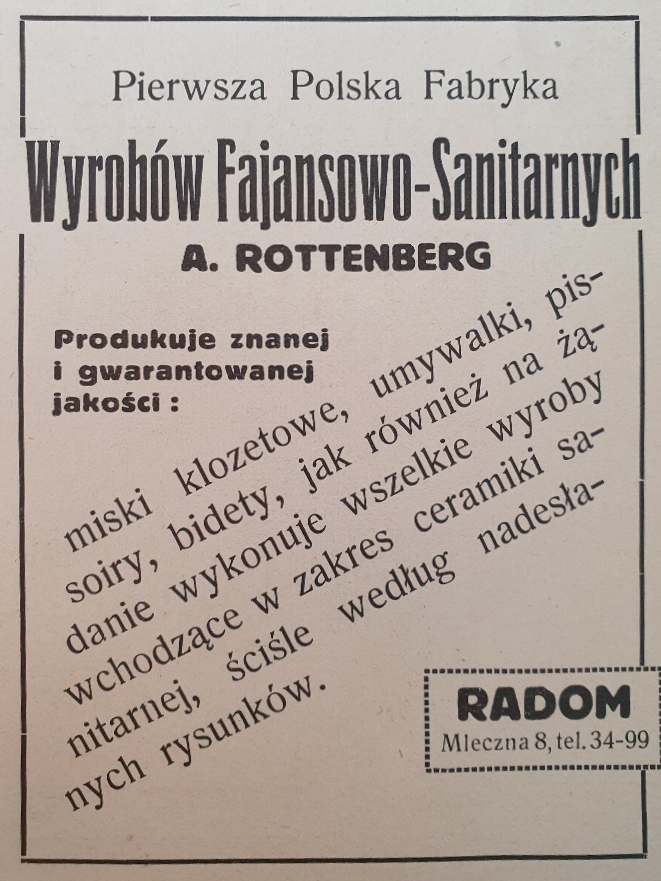 Pierwsza Polska Fabryka
Wyrobów Fajansowo-Sanitarnych
A. ROTTENBERG
Produkuje znanej
i gwarantowanej
jakości:
miski klozetowe, umywalki, pis-
soiry, bidety, jak również na żą-
danie wykonuje wszelkie wyroby
wchodzące w zakres ceramiki sa-
nitarnej, ściśle według nadesła-
nych rysunków.
RADOM
Mleczna 8, tel. 34-99